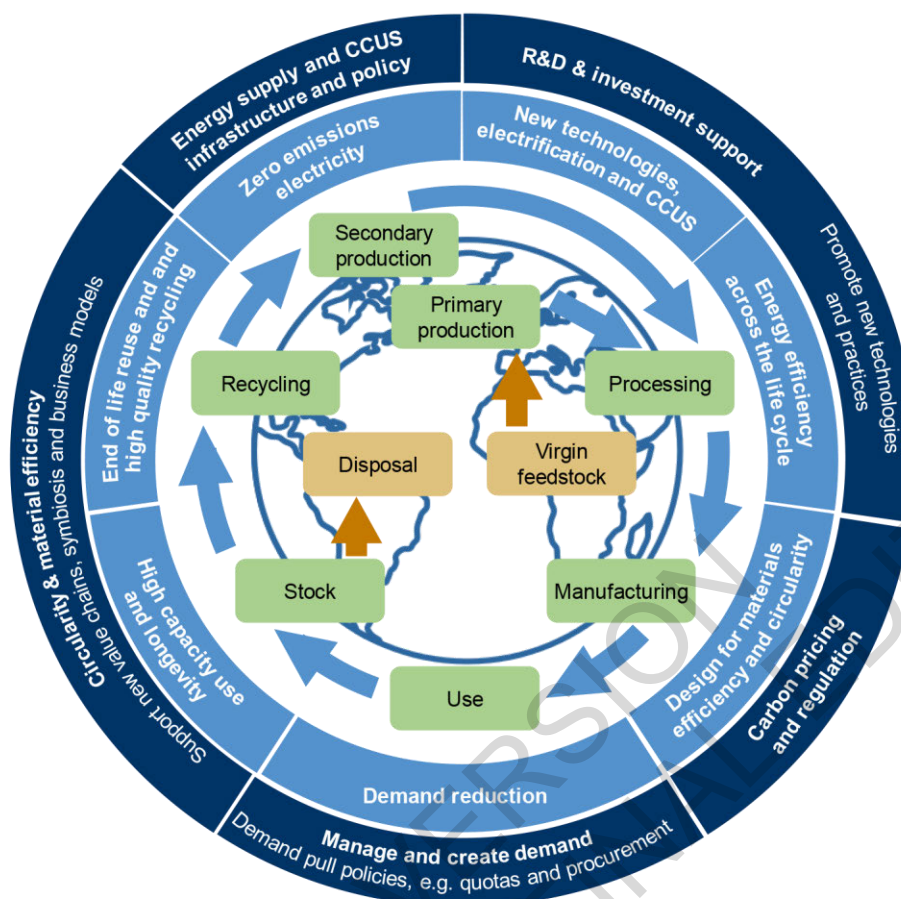 Energy supply and CCUS
infrastructure and policy
R&D & investment support
Promote new technologies
and practices
Carbon pricing
and regulation
Manage and create demand
Demand pull policies, e.g. quotas and procurement
Circularity & material efficiency
Support new value chains, symbiosis and business models
Zero emissions
electricity
New technologies,
electrification and CCUS
Energy efficiency
across the life cycle
Design for materials
efficiency and circularity
Demand reduction
High capacity use
and longevity
End of life reuse and and
high quality recycling
Secondary
production
Primary
production
Recycling
Processing
Disposal
Virgin
feedstock
Stock
Manufacturing
Use
VERSION